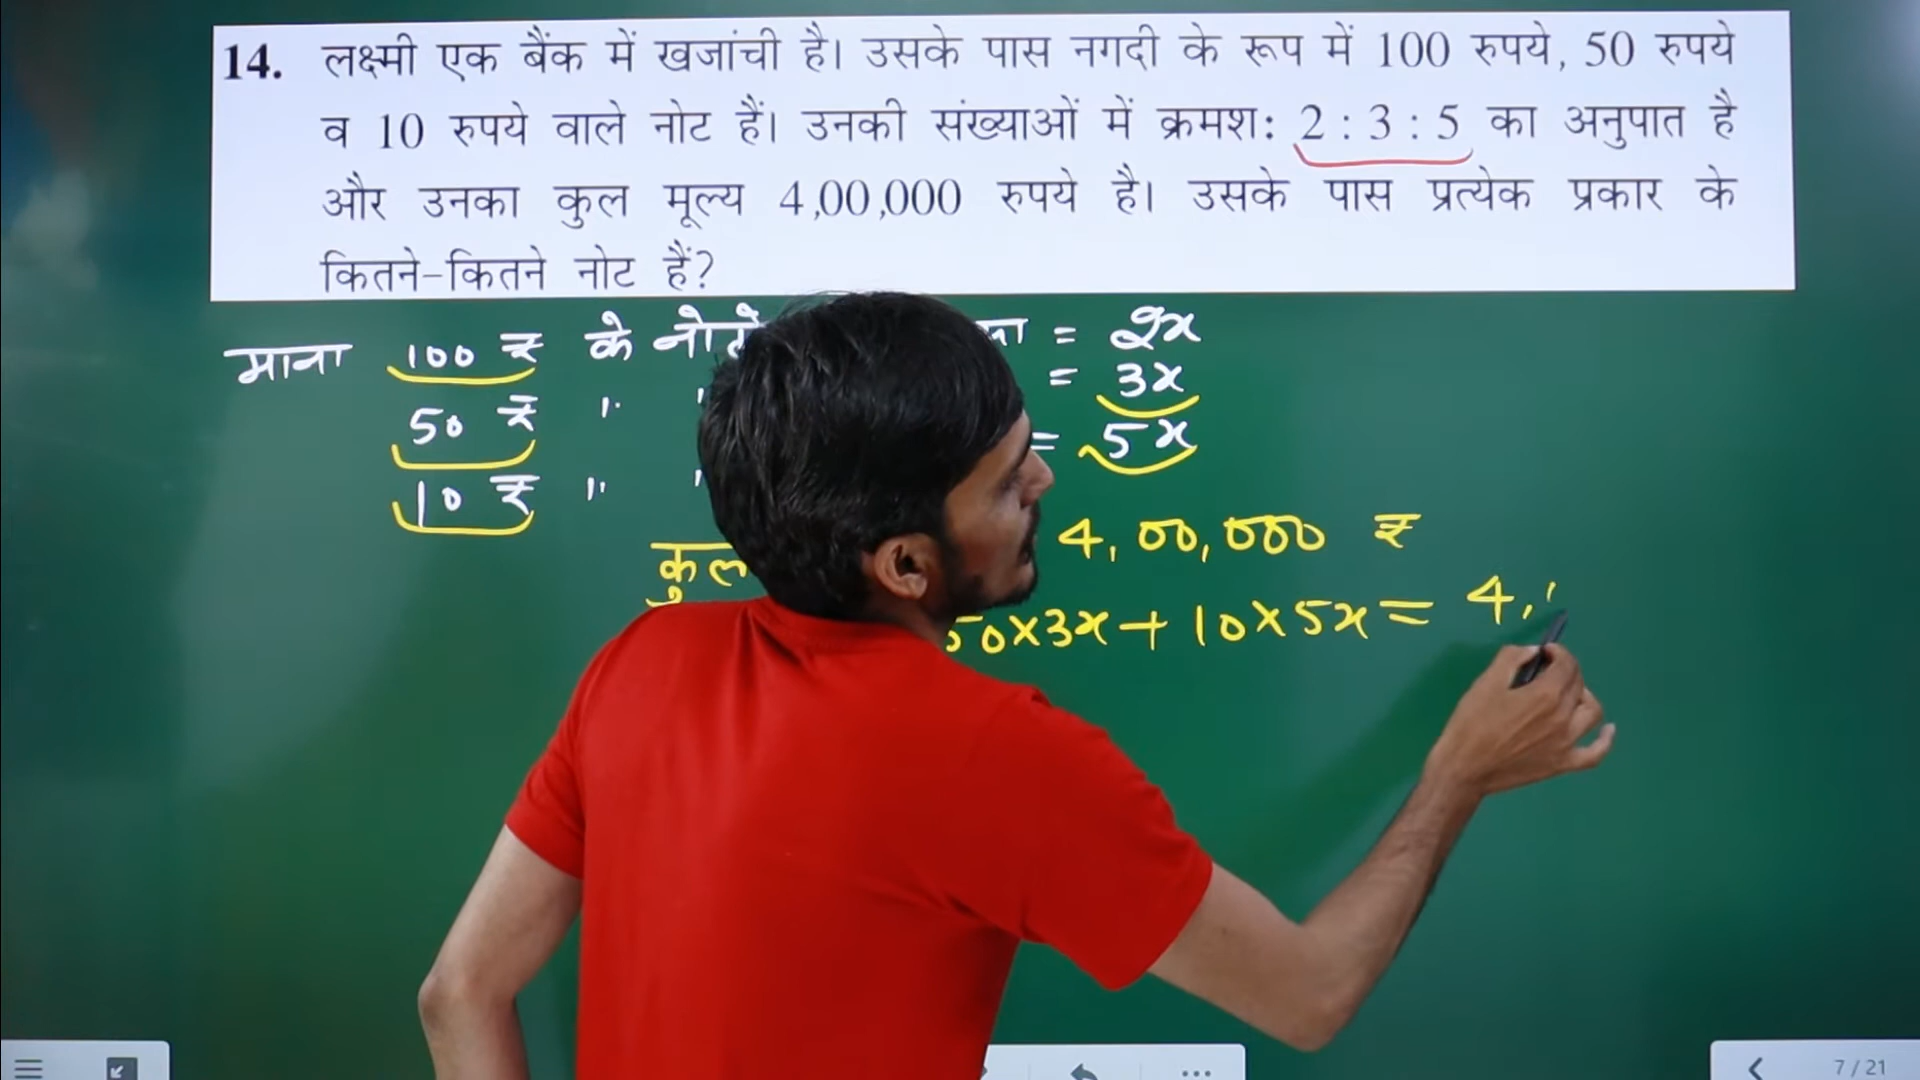 14. लक्ष्मी एक बैंक में खजांची है। उसके पास नगदी के रूप में 100 रुपये, 50 रुपये
व 10 रुपये वाले नोट हैं। उनकी संख्याओं में क्रमश: 2 : 3 : 5 का अनुपात है
और उनका कुल मूल्य 4,00,000 रुपये है। उसके पास प्रत्येक प्रकार के
कितने-कितने नोट हैं?
माना 100 ₹ के = 2x
50 ₹ " = 3x
10 ₹ " = 5x
कुल 4,00,000 ₹
50×3x + 10×5x = 4,
7 / 21